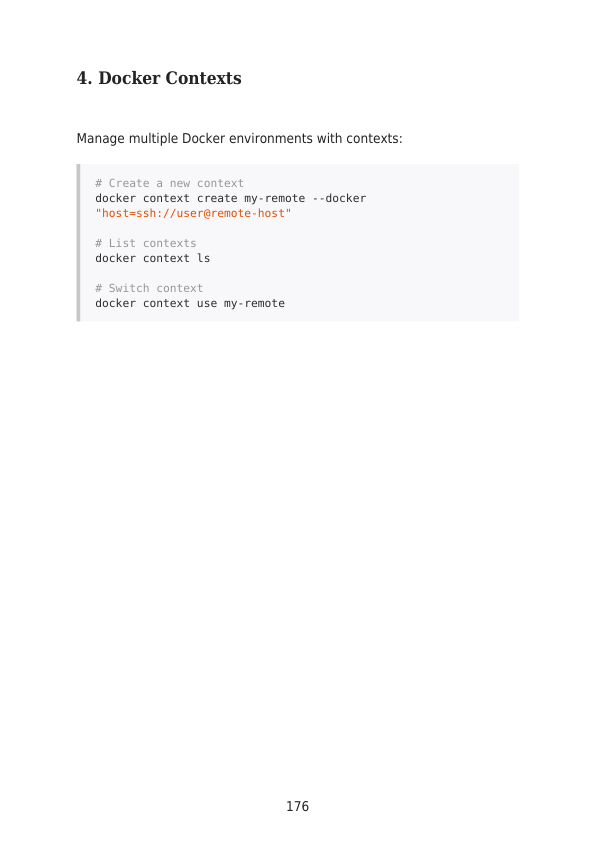 4. Docker Contexts
Manage multiple Docker environments with contexts:
# Create a new context
docker context create my-remote --docker
"host=ssh://user@remote-host"
# List contexts
docker context ls
# Switch context
docker context use my-remote
176